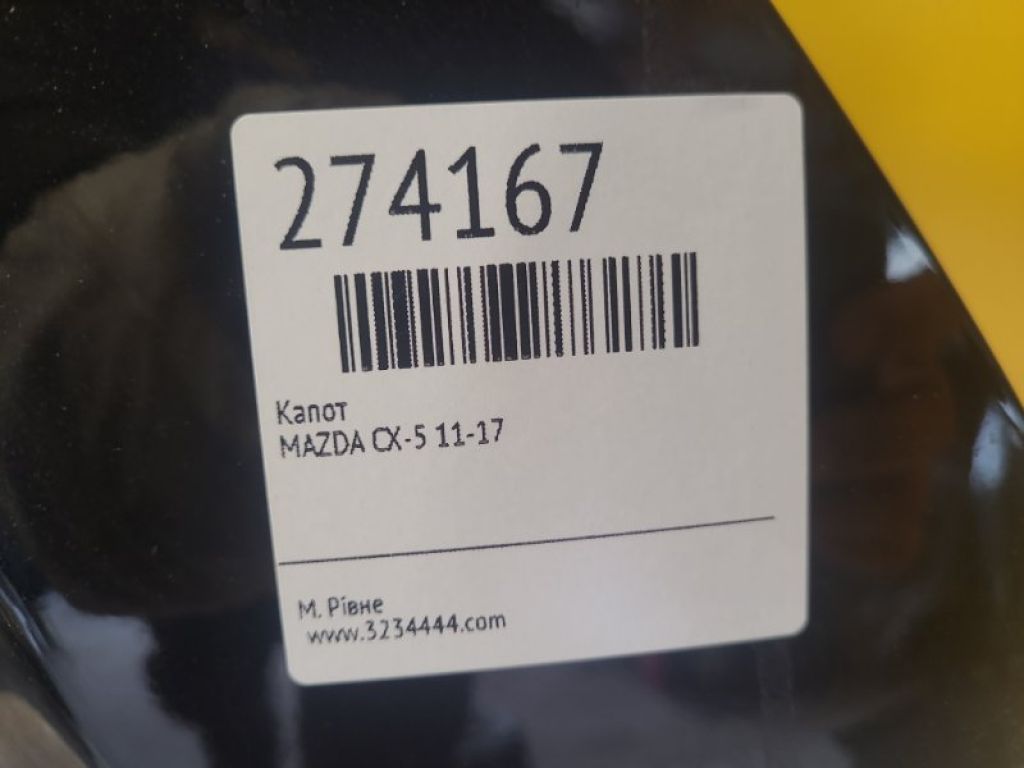 274167
Капот
MAZDA CX-5 11-17
М. Рівне
www.3234444.com